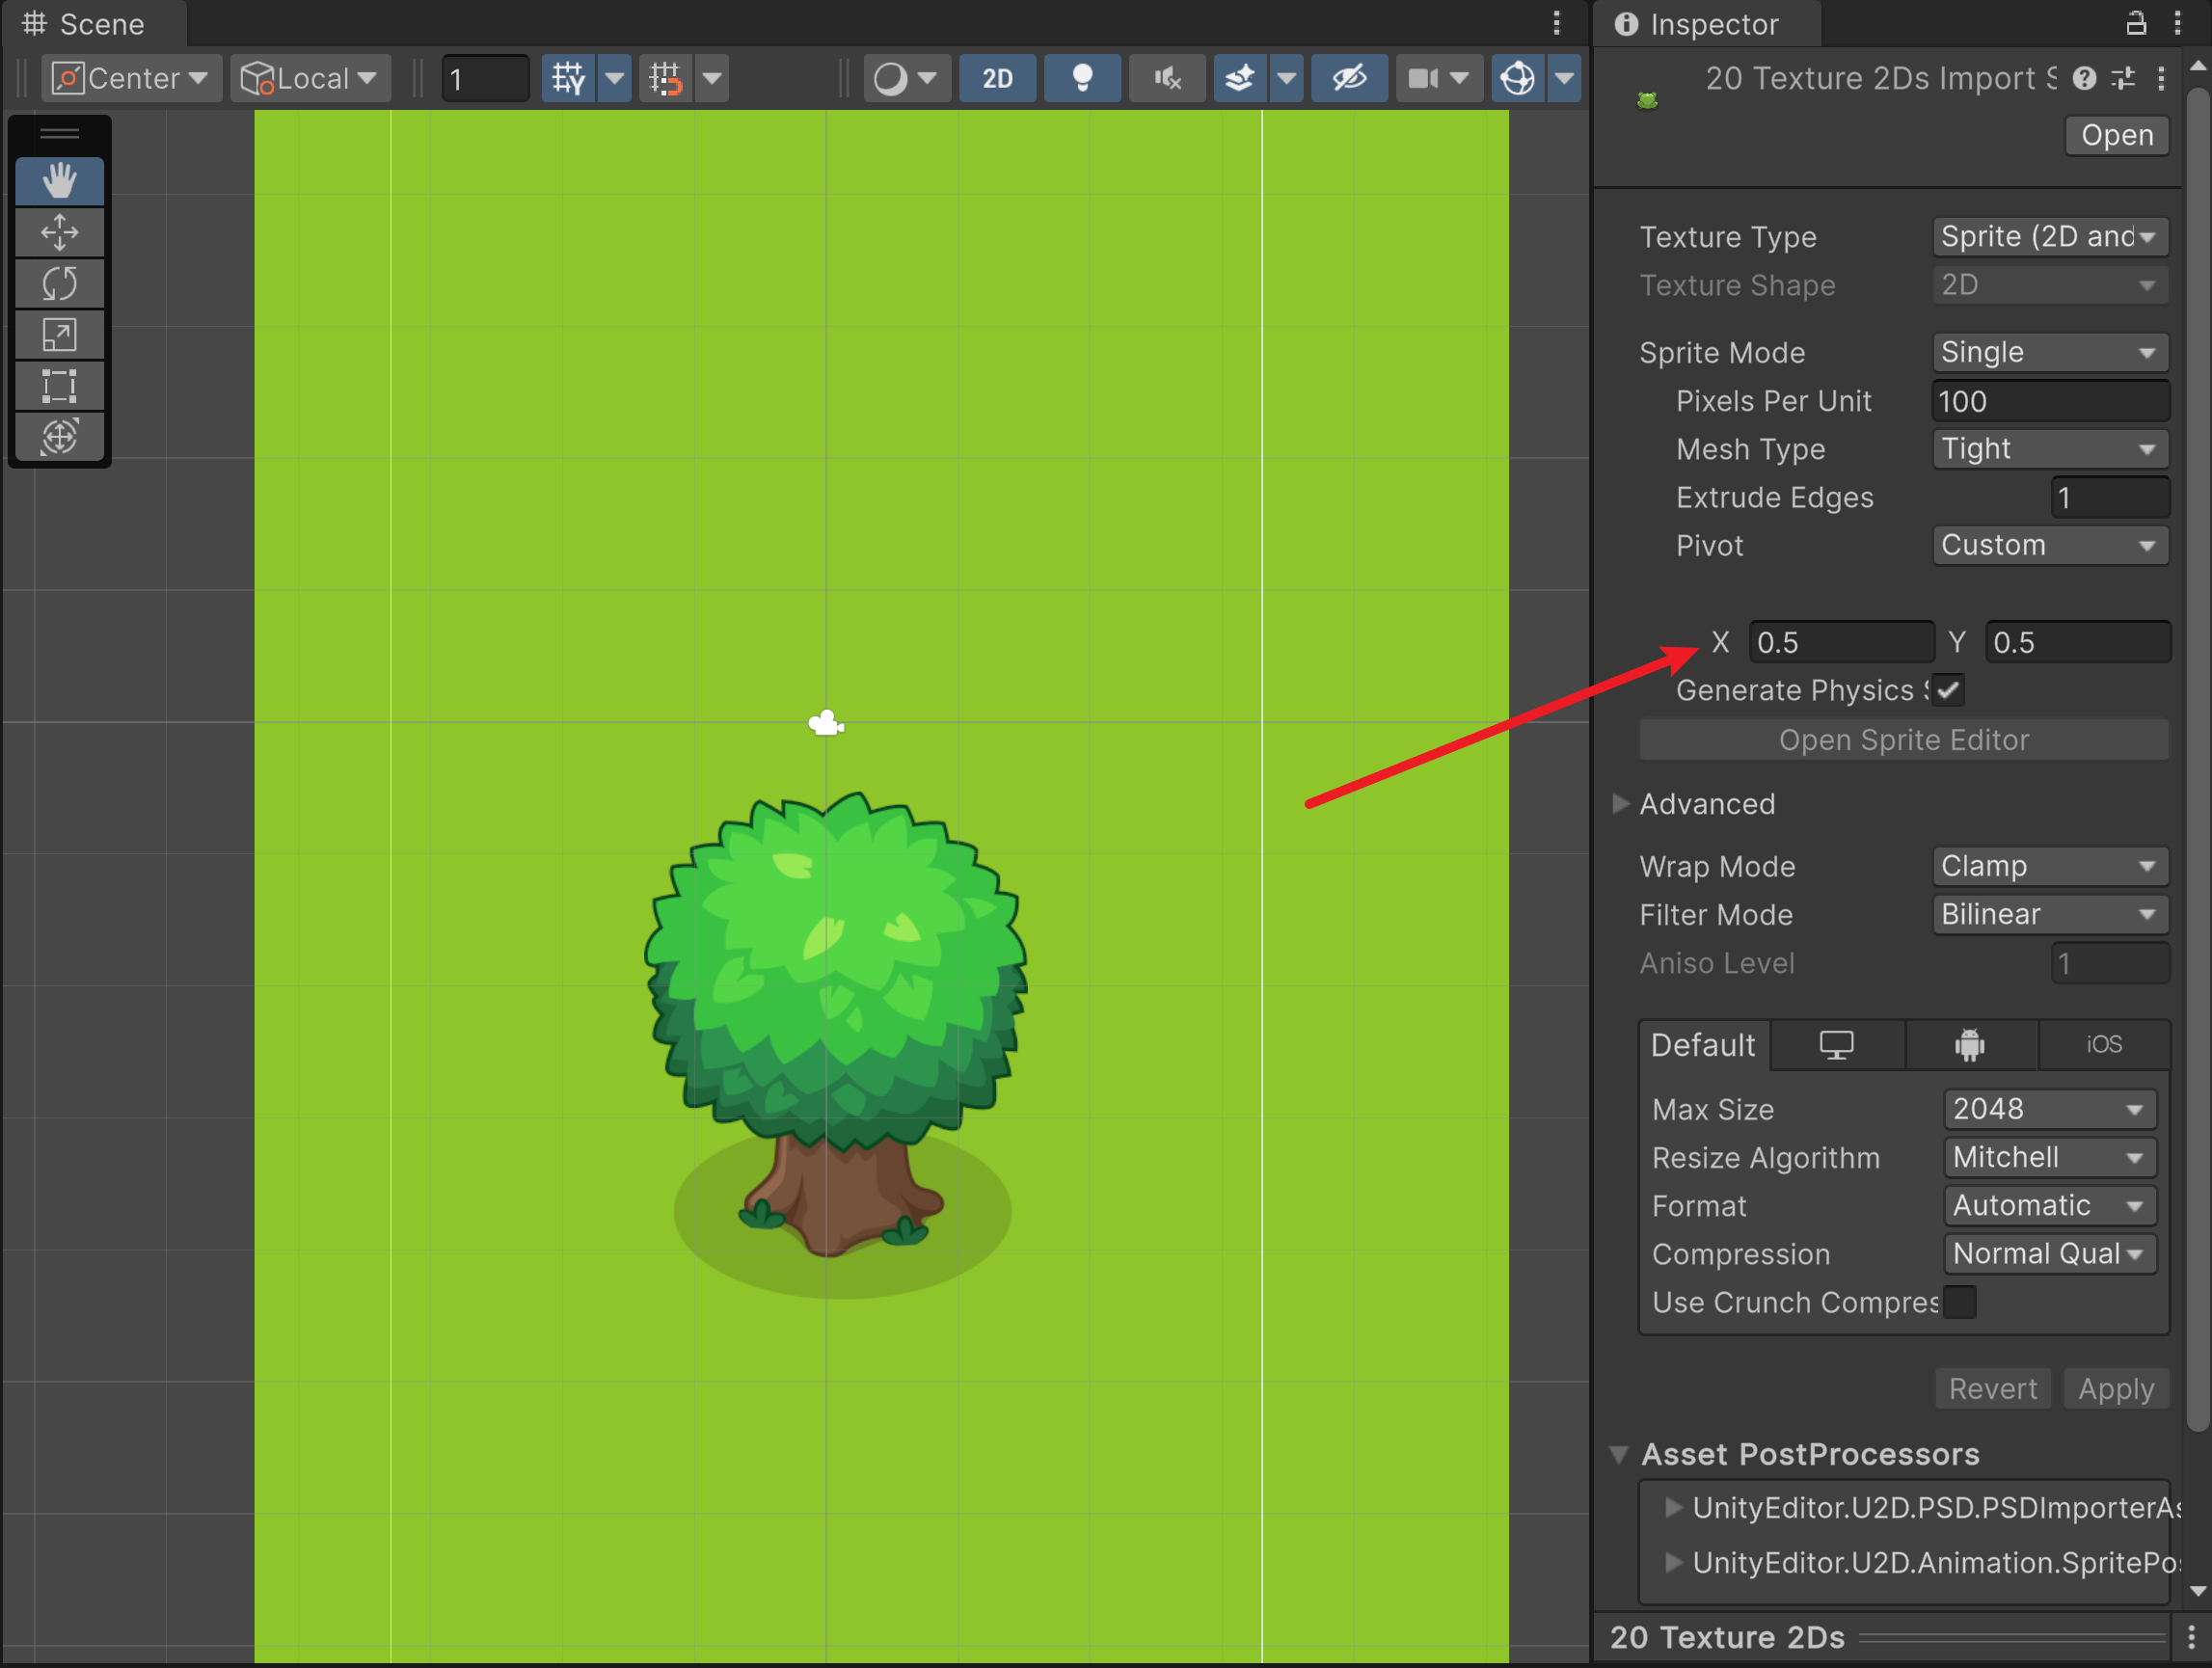 Scene
Center
Local
1
2D
Inspector
20 Texture 2Ds Import S
Open
Texture Type
Sprite (2D and
Texture Shape
2D
Sprite Mode
Single
Pixels Per Unit
100
Mesh Type
Tight
Extrude Edges
1
Pivot
Custom
X 0.5 Y 0.5
Generate Physics S
Open Sprite Editor
Advanced
Wrap Mode
Clamp
Filter Mode
Bilinear
Aniso Level
1
Default
iOS
Max Size
2048
Resize Algorithm
Mitchell
Format
Automatic
Compression
Normal Qual
Use Crunch Compres
Revert
Apply
Asset PostProcessors
UnityEditor.U2D.PSD.PSDImporterAs
UnityEditor.U2D.Animation.SpritePos
20 Texture 2Ds